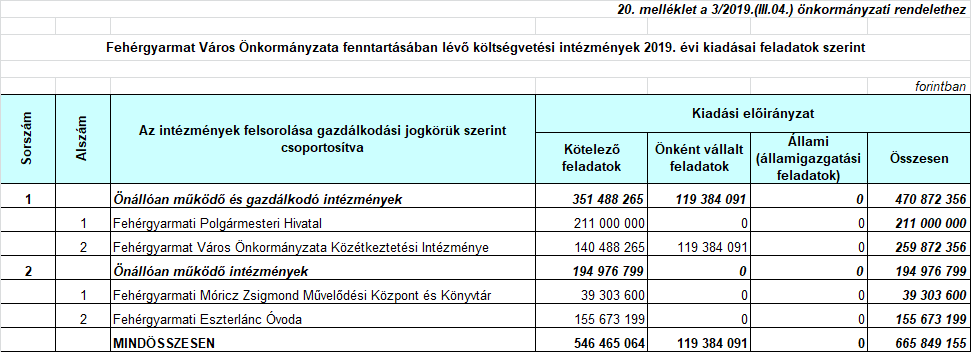 20. melléklet a 3/2019.(III.04.) önkormányzati rendelethez
Fehérgyarmat Város Önkormányzata fenntartásában lévő költségvetési intézmények 2019. évi kiadásai feladatok szerint
forintban
Sorszám Alszám Az intézmények felsorolása gazdálkodási jogkörük szerint csoportosítva Kiadási előirányzat
Kötelező feladatok Önként vállalt feladatok Állami (államigazgatási feladatok) Összesen
1 Önállóan működő és gazdálkodó intézmények 351 488 265 119 384 091 0 470 872 356
1 Fehérgyarmati Polgármesteri Hivatal 211 000 000 0 0 211 000 000
2 Fehérgyarmat Város Önkormányzata Közétkeztetési Intézménye 140 488 265 119 384 091 0 259 872 356
2 Önállóan működő intézmények 194 976 799 0 0 194 976 799
1 Fehérgyarmati Móricz Zsigmond Művelődési Központ és Könyvtár 39 303 600 0 0 39 303 600
2 Fehérgyarmati Eszterlánc Óvoda 155 673 199 0 0 155 673 199
MINDÖSSZESEN 546 465 064 119 384 091 0 665 849 155